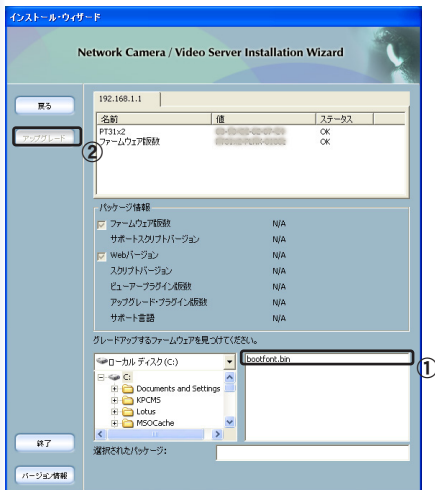 インストール・ウィザード
Network Camera / Video Server Installation Wizard
戻る
アップグレード
②
192.168.1.1
名前 値 ステータス
PT31x2 OK
ファームウェア版数 OK
パッケージ情報
ファームウェア版数 N/A
サポートスクリプトバージョン N/A
Webバージョン N/A
スクリプトバージョン N/A
ビューアープラグイン版数 N/A
アップグレード・プラグイン版数 N/A
サポート言語 N/A
グレードアップするファームウェアを見つけてください。
ローカル ディスク (C:)
bootfont.bin
①
C:
Documents and Settings
KPCMS
Lotus
MSOCache
選択されたパッケージ:
終了
バージョン情報